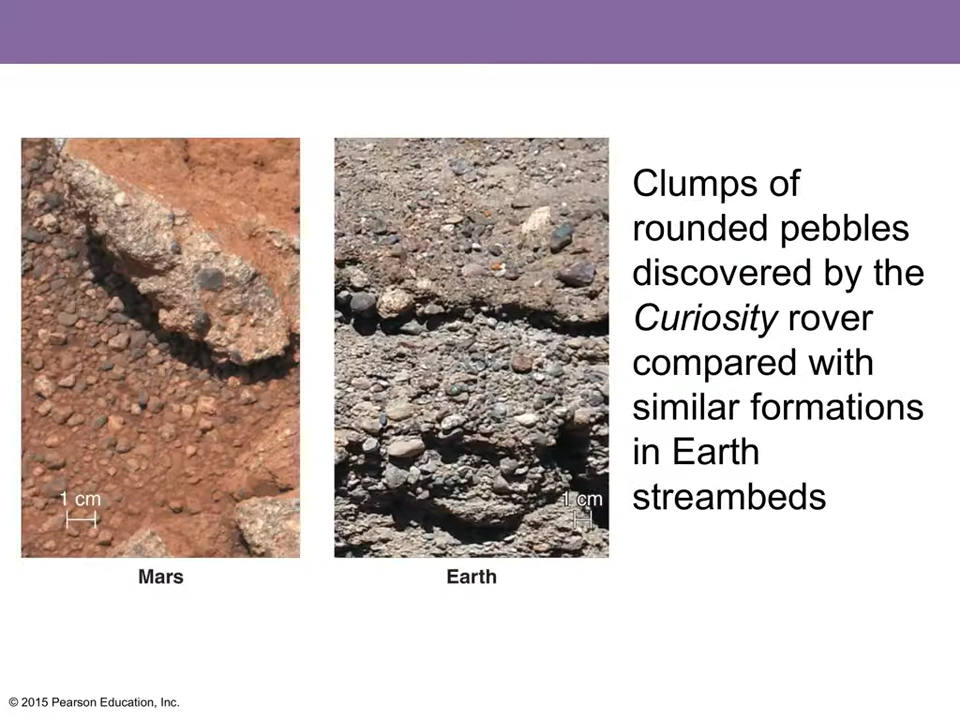 Clumps of
rounded pebbles
discovered by the
Curiosity rover
compared with
similar formations
in Earth
streambeds
1 cm
1 cm
Mars
Earth
© 2015 Pearson Education, Inc.